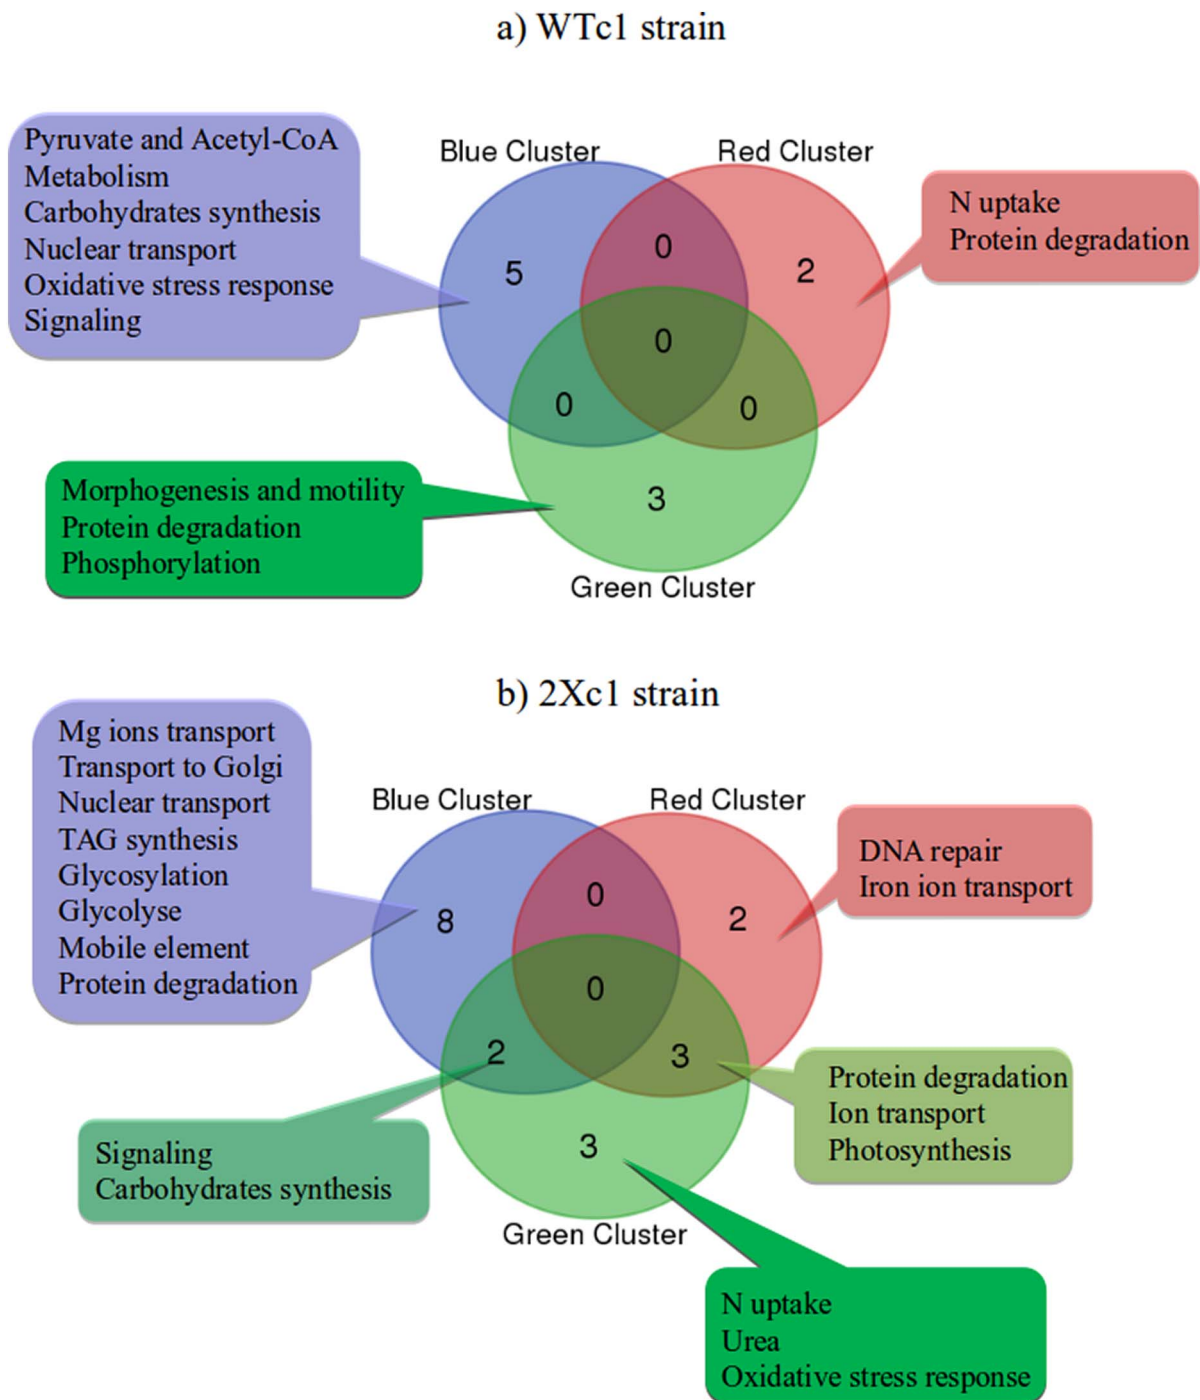 a) WTc1 strain
Pyruvate and Acetyl-CoA
Metabolism
Carbohydrates synthesis
Nuclear transport
Oxidative stress response
Signaling
Blue Cluster
Red Cluster
N uptake
Protein degradation
5
0
2
0
0
0
3
Morphogenesis and motility
Protein degradation
Phosphorylation
Green Cluster
b) 2Xc1 strain
Mg ions transport
Transport to Golgi
Nuclear transport
TAG synthesis
Glycosylation
Glycolyse
Mobile element
Protein degradation
Blue Cluster
Red Cluster
DNA repair
Iron ion transport
8
0
2
0
2
3
3
Protein degradation
Ion transport
Photosynthesis
Signaling
Carbohydrates synthesis
Green Cluster
N uptake
Urea
Oxidative stress response